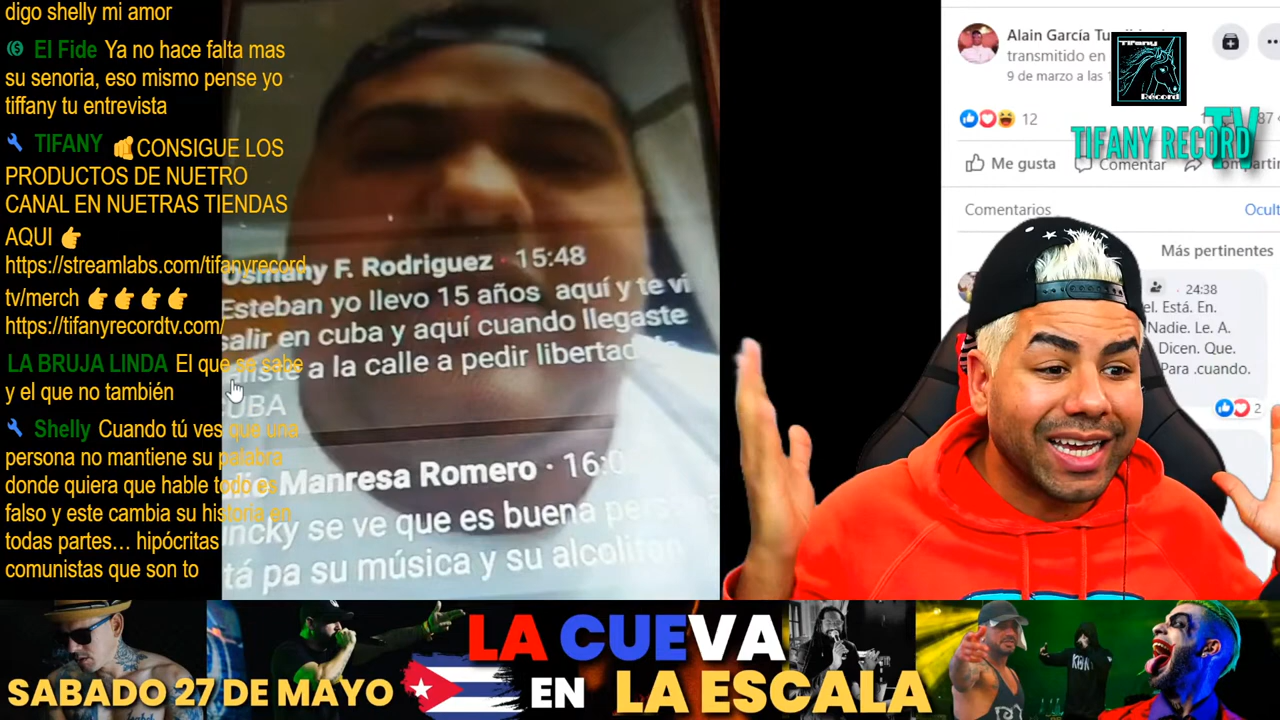 digo shelly mi amor
El Fide Ya no hace falta mas
su senoria, eso mismo pense yo
tiffany tu entrevista
TIFANY CONSIGUE LOS
PRODUCTOS DE NUETRO
CANAL EN NUETRAS TIENDAS
AQUI
https://streamlabs.com/tifanyrecord
tv/merch
https://tifanyrecordtv.com/
LA BRUJA LINDA El que se sabe
y el que no también
Shelly Cuando tú ves que una
persona no mantiene su palabra
donde quiera que hable todo es
falso y este cambia su historia en
todas partes… hipócritas
comunistas que son to
Osmany F. Rodriguez · 15:48
Esteban yo llevo 15 años aquí y te vi
salir en cuba y aquí cuando llegaste
a la calle a pedir libertad
CUBA
Manresa Romero · 16:0
se ve que es buena
tá pa su música y su
Alain García
transmitido en
9 de marzo a las
Tifany
Récord
TIFANY RECORD
TV
12
Me gusta
Comentar
Comentarios
Ocult
Más pertinentes
24:38
el. Está. En.
Nadie. Le. A.
Dicen. Que.
Para .cuando.
2
LA CUEVA
SABADO 27 DE MAYO
EN LA ESCALA